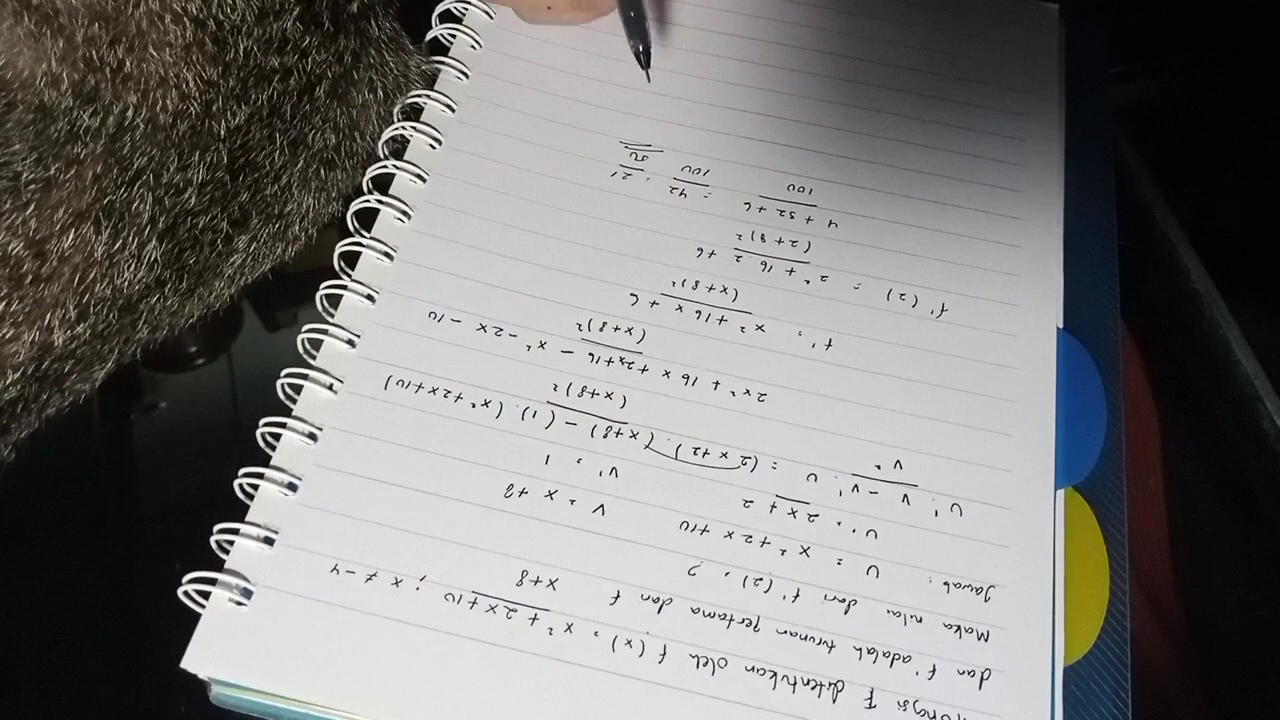 Fungsi f ditentukan oleh f(x) = x² + 2x + 10 / x+8 ; x ≠ -4
dan f' adalah turunan pertama dan f
Maka nilai dari f'(2) = ?
Jawab :
U = x² + 2x + 10 V = x + 8
U' = 2x + 2 V' = 1
U'. V - V'. U / V² = (2x+2).(x+8) - (1).(x²+2x+10) / (x+8)²
2x² + 16x + 2x+16 - x² - 2x - 10 / (x+8)²
f' = x² + 16x + 6 / (x+8)²
f'(2) = 2² + 16.2 + 6 / (2+8)²
4 + 32 + 6 / 100 = 42 / 100 = 21 / 50